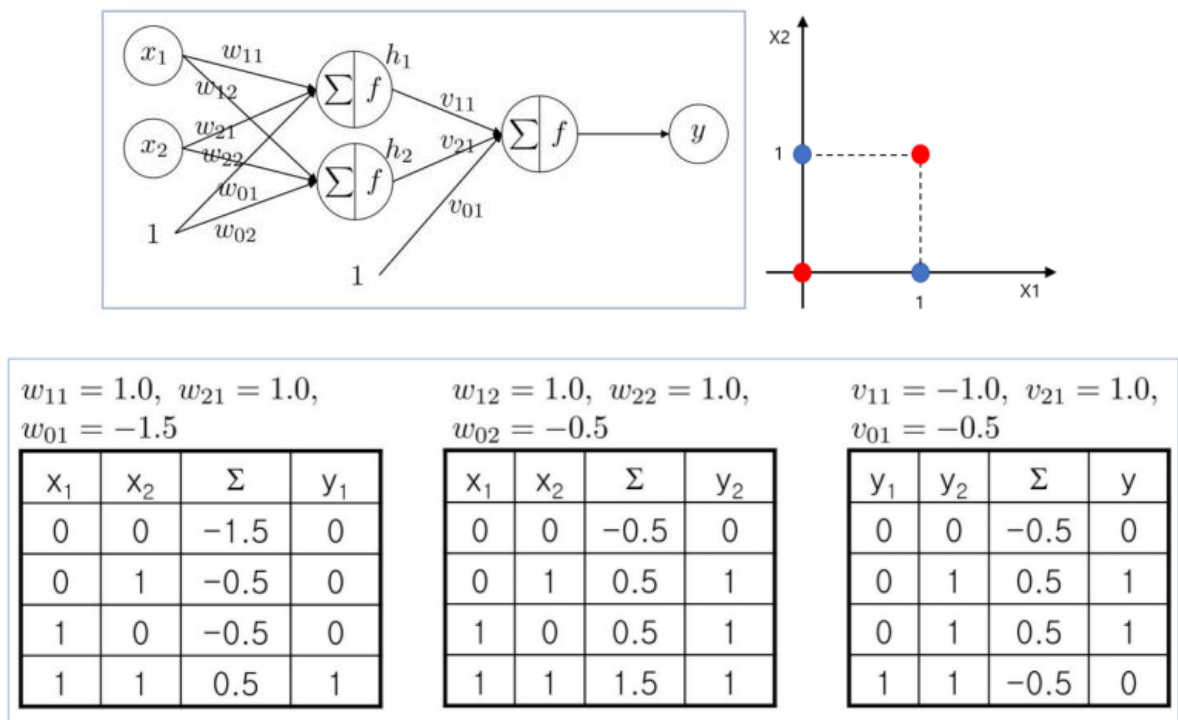 x₁ w₁₁ h₁ Σ f
w₁₂ v₁₁
w₂₁ Σ f y
x₂ w₂₂ h₂ v₂₁
Σ f
w₀₁ v₀₁
1 w₀₂
1
X2
1
1
X1
w₁₁ = 1.0, w₂₁ = 1.0,
w₀₁ = −1.5
x₁ x₂ Σ y₁
0 0 −1.5 0
0 1 −0.5 0
1 0 −0.5 0
1 1 0.5 1
w₁₂ = 1.0, w₂₂ = 1.0,
w₀₂ = −0.5
x₁ x₂ Σ y₂
0 0 −0.5 0
0 1 0.5 1
1 0 0.5 1
1 1 1.5 1
v₁₁ = −1.0, v₂₁ = 1.0,
v₀₁ = −0.5
y₁ y₂ Σ y
0 0 −0.5 0
0 1 0.5 1
0 1 0.5 1
1 1 −0.5 0